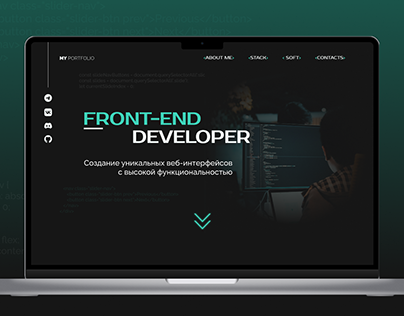 MY PORTFOLIO
<ABOUT ME> <STACK> < SOFT> <CONTACTS>
FRONT-END
DEVELOPER
Создание уникальных веб-интерфейсов
с высокой функциональностью